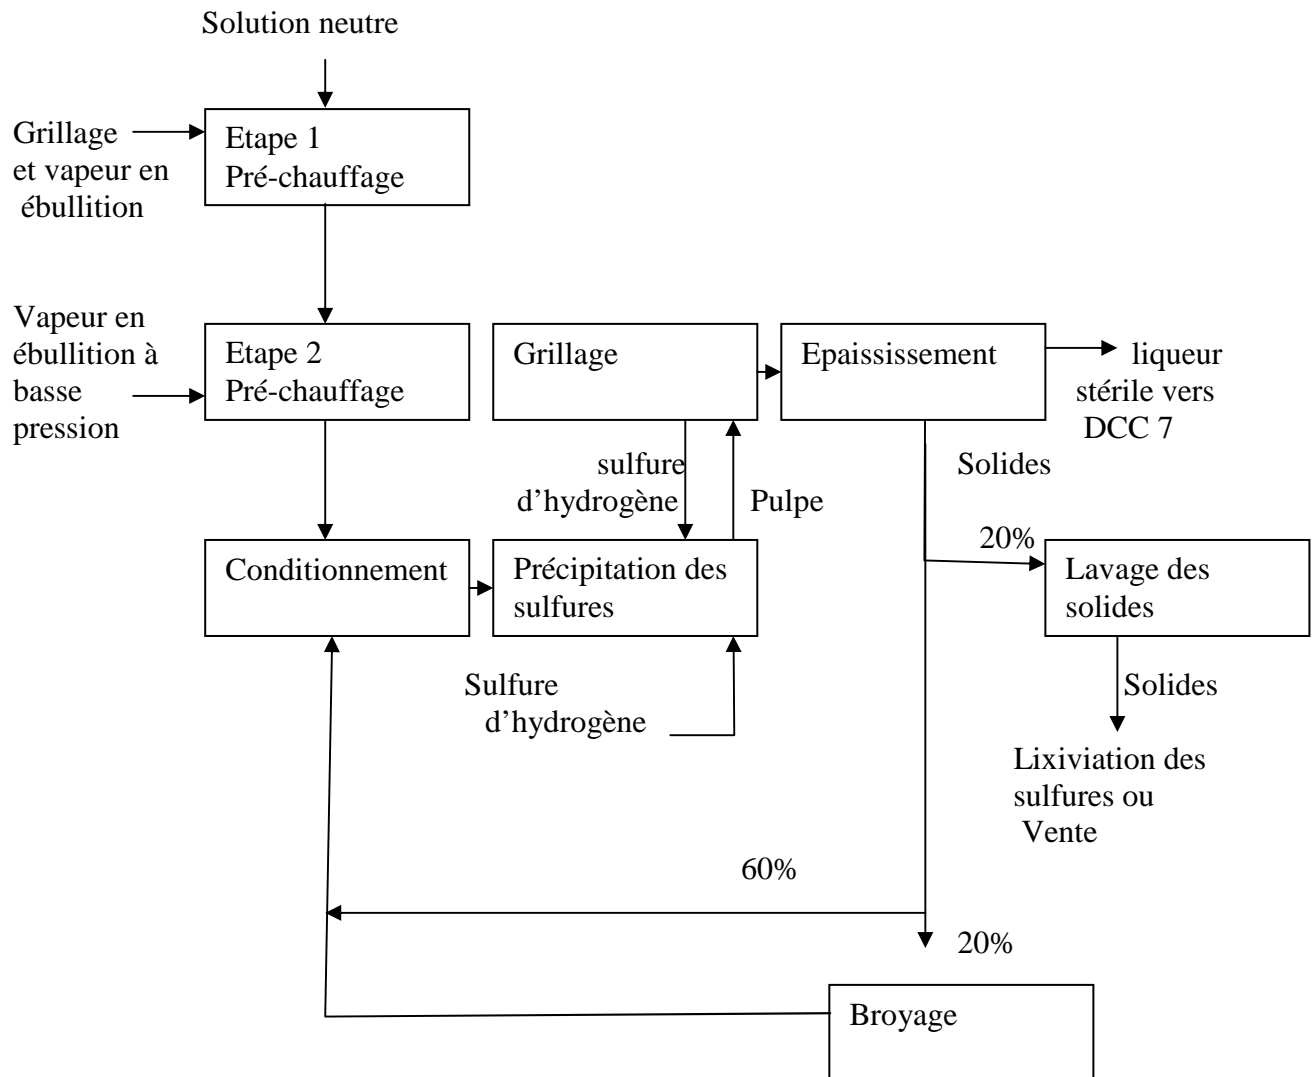 Solution neutre
Grillage
et vapeur en
ébullition
Etape 1
Pré-chauffage
Vapeur en
ébullition à
basse
pression
Etape 2
Pré-chauffage
Grillage
Epaississement
liqueur
stérile vers
DCC 7
sulfure
d'hydrogène
Pulpe
Solides
20%
Conditionnement
Précipitation des
sulfures
Lavage des
solides
Sulfure
d'hydrogène
Solides
Lixiviation des
sulfures ou
Vente
60%
20%
Broyage